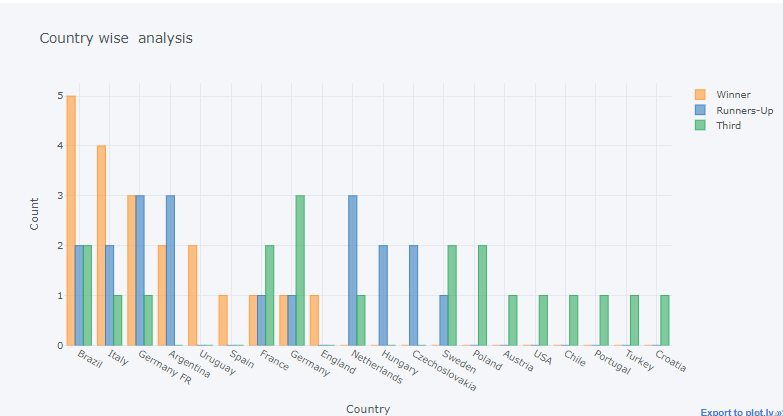 Country wise analysis
Winner
Runners-Up
Third
5
4
3
2
1
0
Count
Brazil
Italy
Germany FR
Argentina
Uruguay
Spain
France
Germany
England
Netherlands
Hungary
Czechoslovakia
Sweden
Poland
Austria
USA
Chile
Portugal
Turkey
Croatia
Country
Export to plot.ly